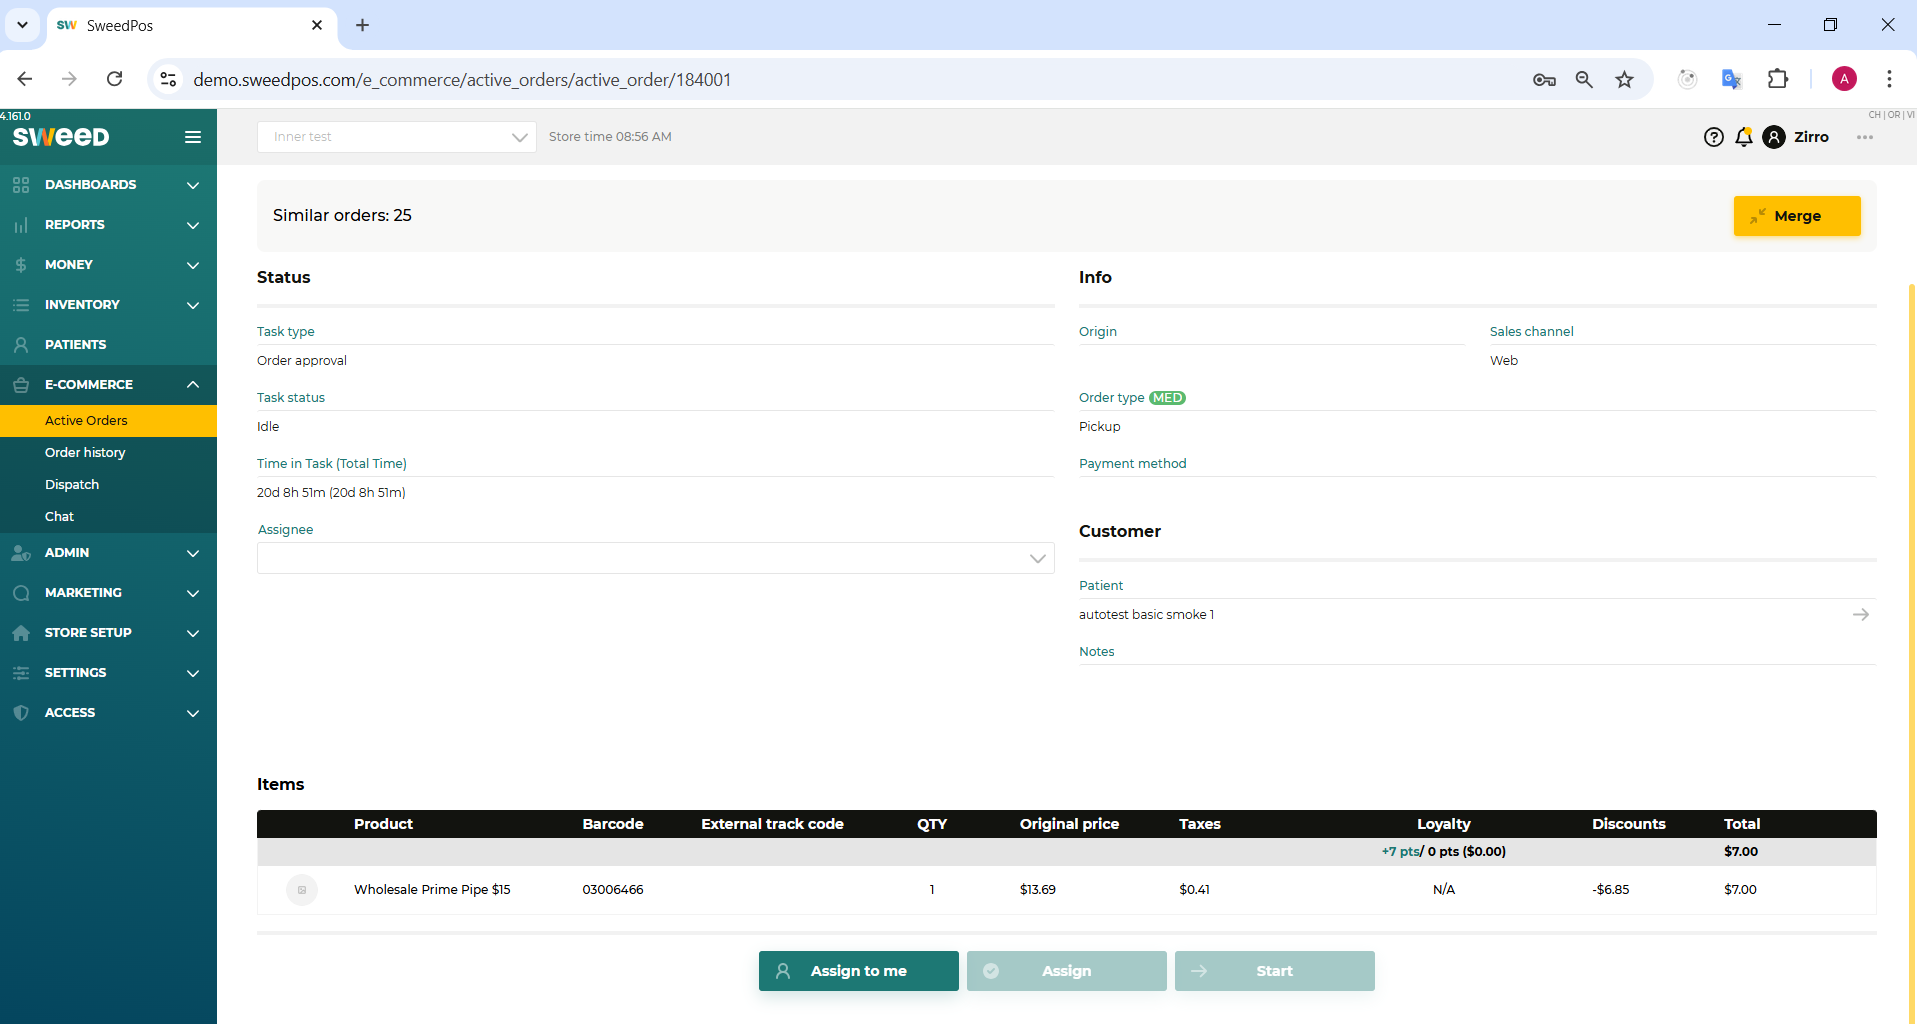 SweedPos
demo.sweedpos.com/e_commerce/active_orders/active_order/184001
A
4.161.0
sweed
Inner test
Store time 08:56 AM
CH | OR | VI
Zirro
DASHBOARDS
REPORTS
MONEY
INVENTORY
PATIENTS
E-COMMERCE
Active Orders
Order history
Dispatch
Chat
ADMIN
MARKETING
STORE SETUP
SETTINGS
ACCESS
Similar orders: 25
Merge
Status
Task type
Order approval
Task status
Idle
Time in Task (Total Time)
20d 8h 51m (20d 8h 51m)
Assignee
Info
Origin
Sales channel
Web
Order type MED
Pickup
Payment method
Customer
Patient
autotest basic smoke 1
Notes
Items
Product Barcode External track code QTY Original price Taxes Loyalty Discounts Total
+7 pts/ 0 pts ($0.00) $7.00
Wholesale Prime Pipe $15 03006466 1 $13.69 $0.41 N/A -$6.85 $7.00
Assign to me
Assign
Start